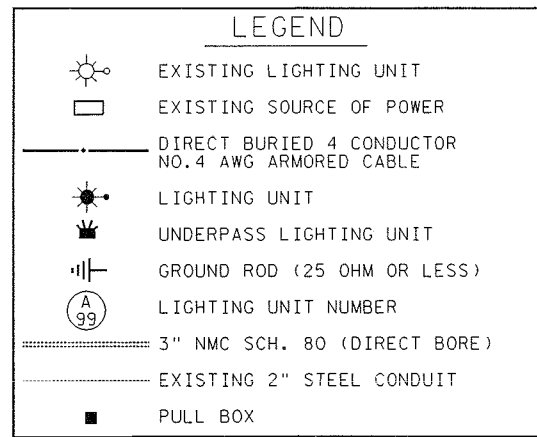 LEGEND
EXISTING LIGHTING UNIT
EXISTING SOURCE OF POWER
DIRECT BURIED 4 CONDUCTOR
NO.4 AWG ARMORED CABLE
LIGHTING UNIT
UNDERPASS LIGHTING UNIT
GROUND ROD (25 OHM OR LESS)
A
99
LIGHTING UNIT NUMBER
3" NMC SCH. 80 (DIRECT BORE)
EXISTING 2" STEEL CONDUIT
PULL BOX